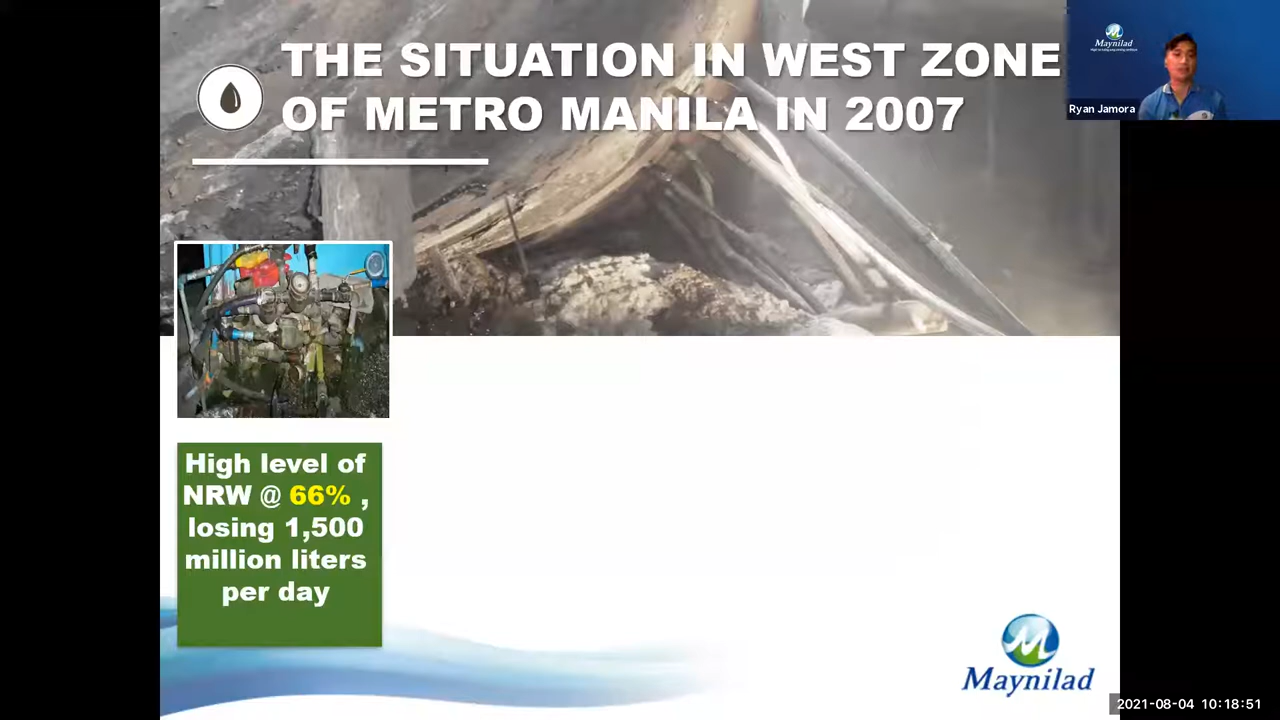 THE SITUATION IN WEST ZONE
OF METRO MANILA IN 2007
Maynilad
Ryan Jamora
High level of
NRW @ 66% ,
losing 1,500
million liters
per day
Maynilad
2021-08-04 10:18:51